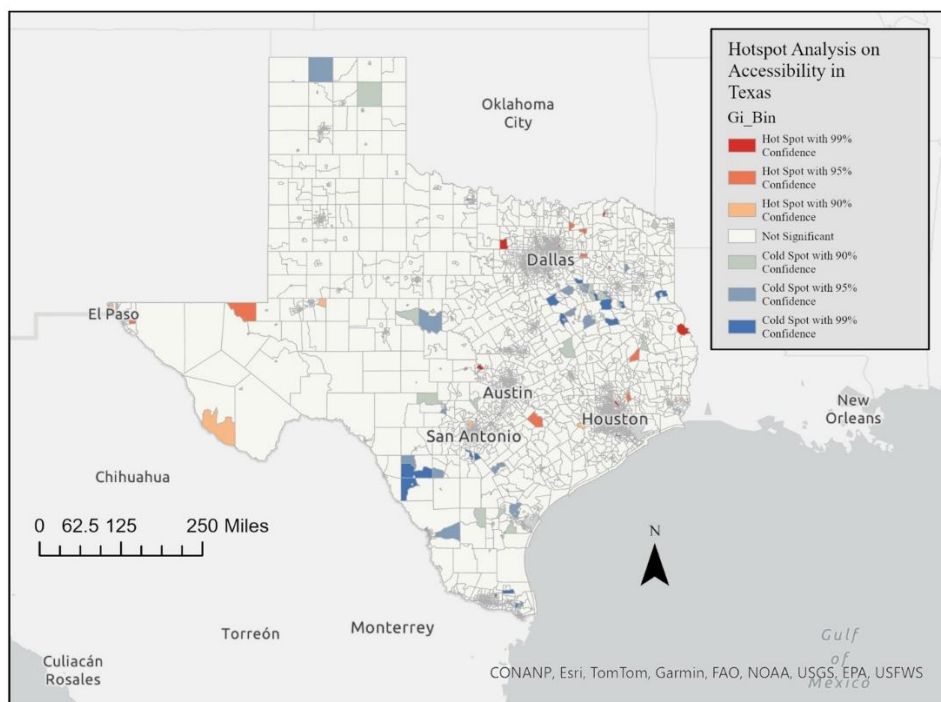 Hotspot Analysis on
Accessibility in
Texas
Gi_Bin
Hot Spot with 99%
Confidence
Hot Spot with 95%
Confidence
Hot Spot with 90%
Confidence
Not Significant
Cold Spot with 90%
Confidence
Cold Spot with 95%
Confidence
Cold Spot with 99%
Confidence
Oklahoma
City
Dallas
El Paso
Austin
Houston
New
Orleans
San Antonio
Chihuahua
0 62.5 125 250 Miles
N
Torreón
Monterrey
Culiacán
Rosales
Gulf
of
Mexico
CONANP, Esri, TomTom, Garmin, FAO, NOAA, USGS, EPA, USFWS